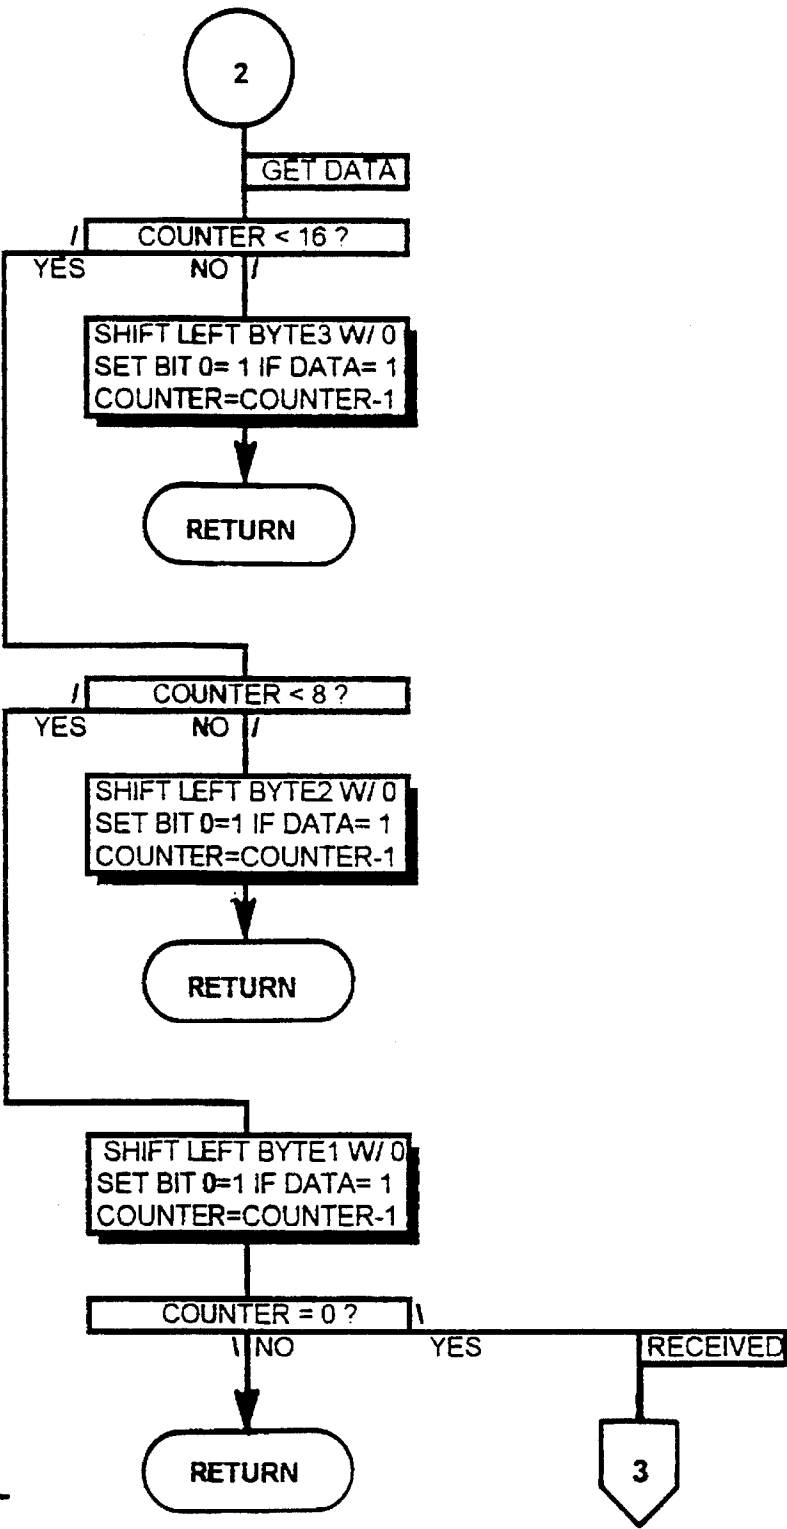 2
GET DATA
/ COUNTER < 16 ?
YES NO /
SHIFT LEFT BYTE3 W/ 0
SET BIT 0= 1 IF DATA= 1
COUNTER=COUNTER-1
RETURN
/ COUNTER < 8 ?
YES NO /
SHIFT LEFT BYTE2 W/ 0
SET BIT 0=1 IF DATA= 1
COUNTER=COUNTER-1
RETURN
SHIFT LEFT BYTE1 W/ 0
SET BIT 0=1 IF DATA= 1
COUNTER=COUNTER-1
COUNTER = 0 ? \
\ NO YES RECEIVED
RETURN 3